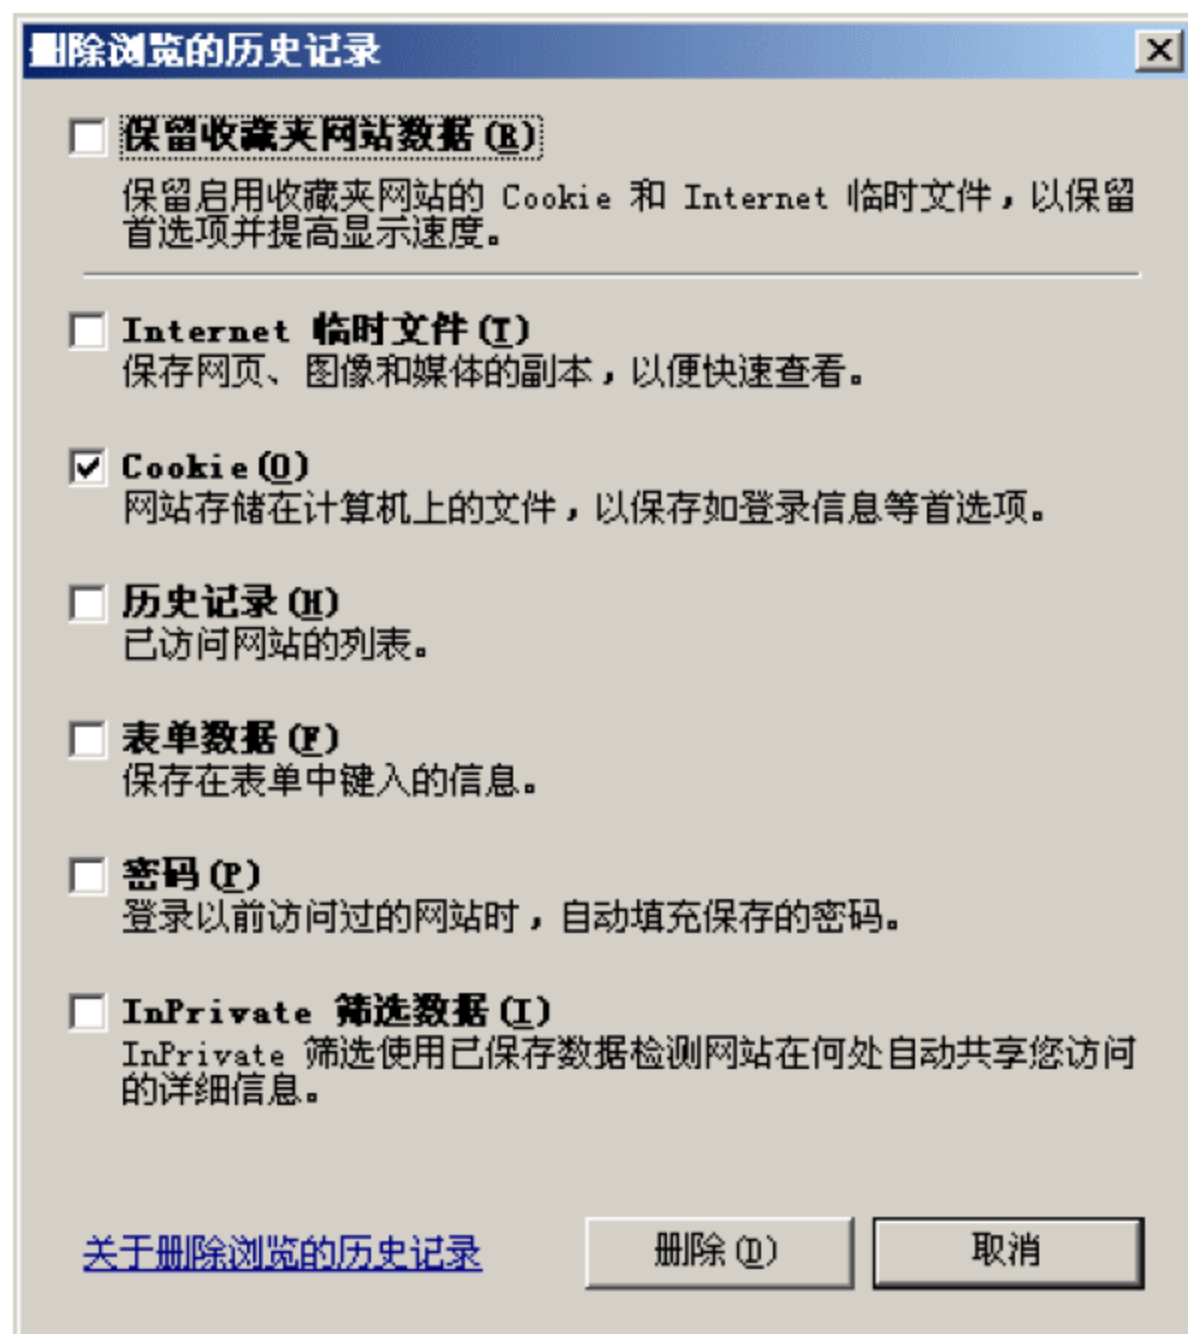 删除浏览的历史记录
保留收藏夹网站数据(R)
保留启用收藏夹网站的 Cookie 和 Internet 临时文件，以保留
首选项并提高显示速度。
Internet 临时文件(T)
保存网页、图像和媒体的副本，以便快速查看。
Cookie(O)
网站存储在计算机上的文件，以保存如登录信息等首选项。
历史记录(H)
已访问网站的列表。
表单数据(F)
保存在表单中键入的信息。
密码(P)
登录以前访问过的网站时，自动填充保存的密码。
InPrivate 筛选数据(I)
InPrivate 筛选使用已保存数据检测网站在何处自动共享您访问
的详细信息。
关于删除浏览的历史记录
删除(D)
取消